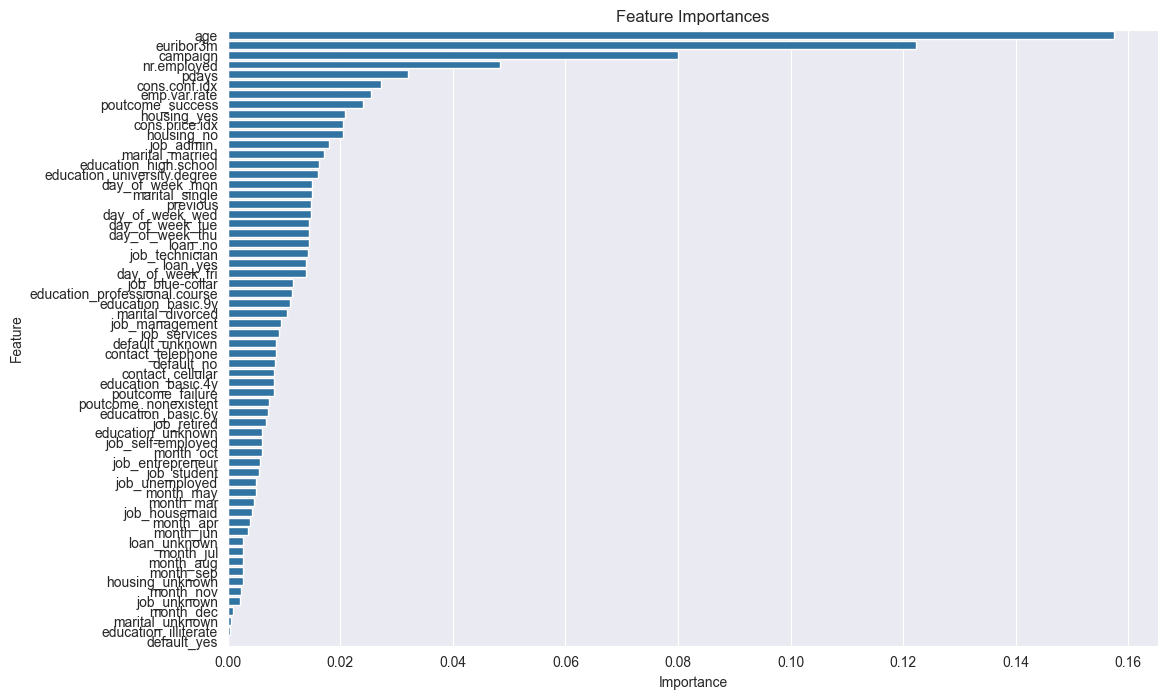 Feature Importances
age
euribor3m
campaign
nr.employed
pdays
cons.conf.idx
emp.var.rate
poutcome_success
housing_yes
cons.price.idx
housing_no
job_admin.
marital_married
education_high.school
education_university.degree
day_of_week_mon
marital_single
previous
day_of_week_wed
day_of_week_tue
day_of_week_thu
loan_no
job_technician
loan_yes
day_of_week_fri
job_blue-collar
education_professional.course
education_basic.9y
marital_divorced
job_management
job_services
default_unknown
contact_telephone
default_no
contact_cellular
education_basic.4y
poutcome_failure
poutcome_nonexistent
education_basic.6y
job_retired
education_unknown
job_self-employed
month_oct
job_entrepreneur
job_student
job_unemployed
month_may
month_mar
job_housemaid
month_apr
month_jun
loan_unknown
month_jul
month_aug
month_sep
housing_unknown
month_nov
job_unknown
month_dec
marital_unknown
education_illiterate
default_yes
Feature
0.00 0.02 0.04 0.06 0.08 0.10 0.12 0.14 0.16
Importance